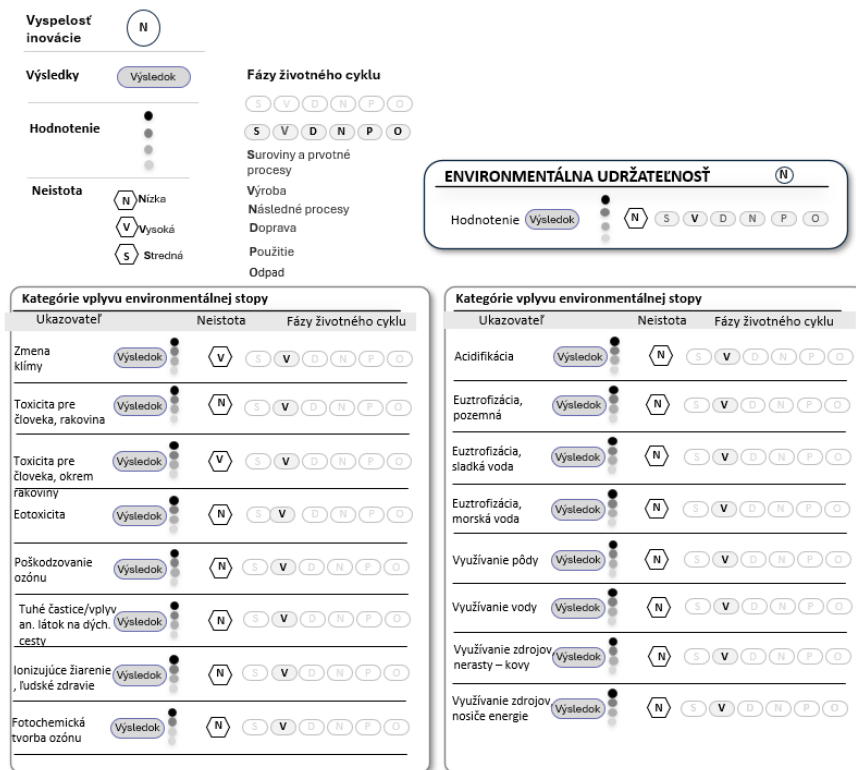 Vyspelosť
inovácie
N
Výsledky
Výsledok
Hodnotenie
Neistota
N Nízka
V Vysoká
S Stredná
Fázy životného cyklu
S V D N P O
S V D N P O
Suroviny a prvotné
procesy
Výroba
Následné procesy
Doprava
Použitie
Odpad
ENVIRONMENTÁLNA UDRŽATEĽNOSŤ N
Hodnotenie Výsledok N S V D N P O
Kategórie vplyvu environmentálnej stopy
Ukazovateľ Neistota Fázy životného cyklu
Zmena
klímy
Výsledok V S V D N P O
Toxicita pre
človeka, rakovina
Výsledok N S V D N P O
Toxicita pre
človeka, okrem
rakoviny
Výsledok V S V D N P O
Eotoxicita Výsledok N S V D N P O
Poškodzovanie
ozónu
Výsledok N S V D N P O
Tuhé častice/vplyv
an. látok na dých.
cesty
Výsledok N S V D N P O
Ionizujúce žiarenie
, ľudské zdravie
Výsledok N S V D N P O
Fotochemická
tvorba ozónu
Výsledok N S V D N P O
Kategórie vplyvu environmentálnej stopy
Ukazovateľ Neistota Fázy životného cyklu
Acidifikácia Výsledok N S V D N P O
Euztrofizácia,
pozemná
Výsledok N S V D N P O
Euztrofizácia,
sladká voda
Výsledok N S V D N P O
Euztrofizácia,
morská voda
Výsledok N S V D N P O
Využívanie pôdy Výsledok N S V D N P O
Využívanie vody Výsledok N S V D N P O
Využívanie zdrojov,
nerasty – kovy
Výsledok N S V D N P O
Využívanie zdrojov,
nosiče energie
Výsledok N S V D N P O